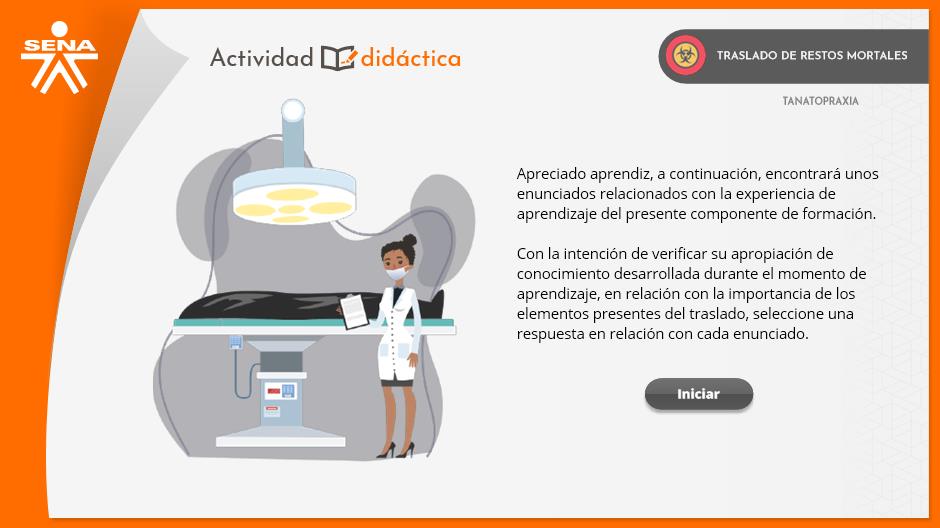 SENA
Actividad didáctica
TRASLADO DE RESTOS MORTALES
TANATOPRAXIA
Apreciado aprendiz, a continuación, encontrará unos
enunciados relacionados con la experiencia de
aprendizaje del presente componente de formación.
Con la intención de verificar su apropiación de
conocimiento desarrollada durante el momento de
aprendizaje, en relación con la importancia de los
elementos presentes del traslado, seleccione una
respuesta en relación con cada enunciado.
Iniciar